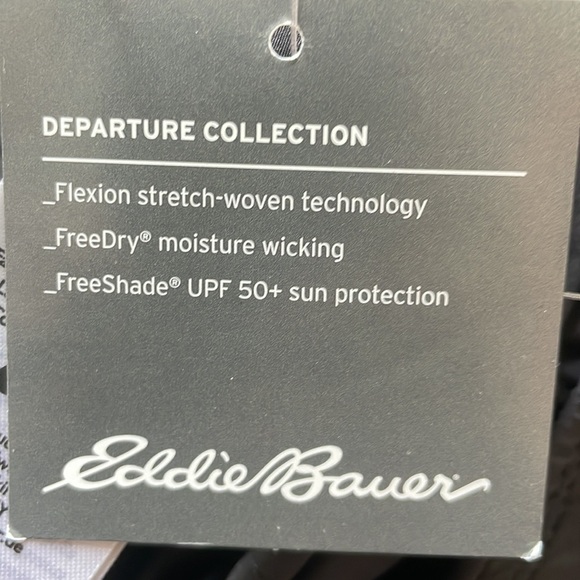 DEPARTURE COLLECTION
_Flexion stretch-woven technology
_FreeDry® moisture wicking
_FreeShade® UPF 50+ sun protection
Eddie Bauer